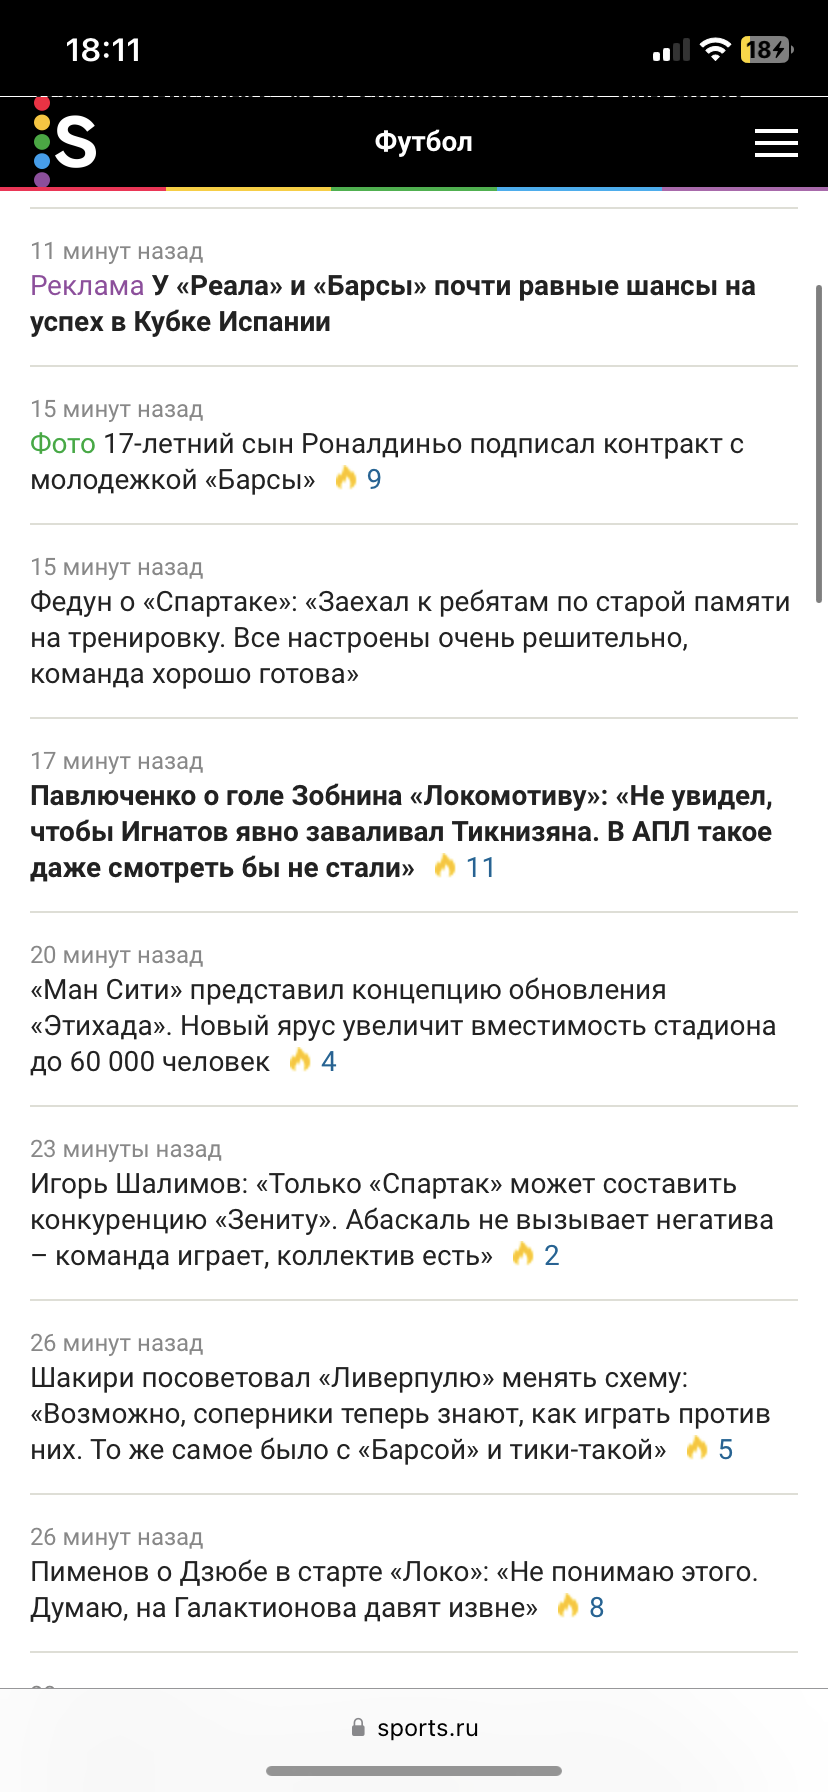 18:11
18
S
Футбол
11 минут назад
Реклама У «Реала» и «Барсы» почти равные шансы на
успех в Кубке Испании
15 минут назад
Фото 17-летний сын Роналдиньо подписал контракт с
молодежкой «Барсы» 9
15 минут назад
Федун о «Спартаке»: «Заехал к ребятам по старой памяти
на тренировку. Все настроены очень решительно,
команда хорошо готова»
17 минут назад
Павлюченко о голе Зобнина «Локомотиву»: «Не увидел,
чтобы Игнатов явно заваливал Тикнизяна. В АПЛ такое
даже смотреть бы не стали» 11
20 минут назад
«Ман Сити» представил концепцию обновления
«Этихада». Новый ярус увеличит вместимость стадиона
до 60 000 человек 4
23 минуты назад
Игорь Шалимов: «Только «Спартак» может составить
конкуренцию «Зениту». Абаскаль не вызывает негатива
– команда играет, коллектив есть» 2
26 минут назад
Шакири посоветовал «Ливерпулю» менять схему:
«Возможно, соперники теперь знают, как играть против
них. То же самое было с «Барсой» и тики-такой» 5
26 минут назад
Пименов о Дзюбе в старте «Локо»: «Не понимаю этого.
Думаю, на Галактионова давят извне» 8
sports.ru